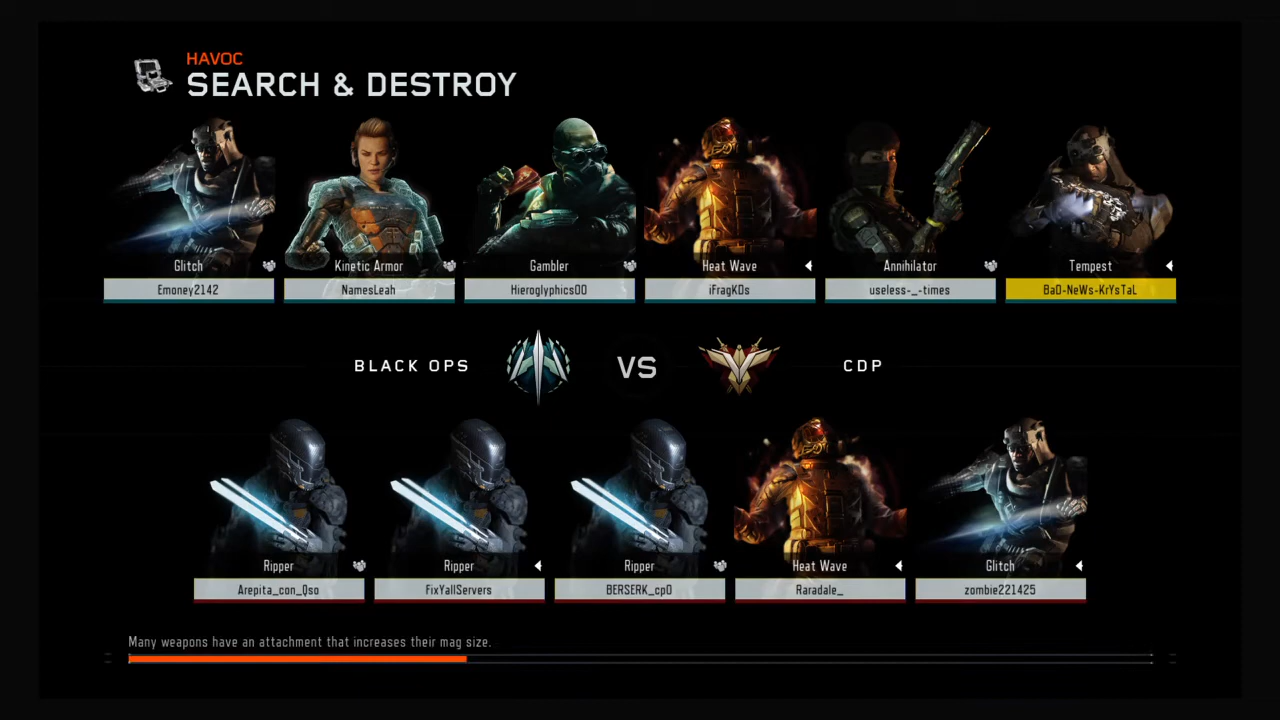 HAVOC
SEARCH & DESTROY
Glitch
Kinetic Armor
Gambler
Heat Wave
Annihilator
Tempest
Emoney2142
NamesLeah
Hieroglyphics00
iFragKDs
useless-_-times
BaD-NeWs-KrYsTaL
BLACK OPS
VS
CDP
Ripper
Ripper
Ripper
Heat Wave
Glitch
Arepita_con_Qso
FixYallServers
BERSERK_cp0
Raradale_
zombie221425
Many weapons have an attachment that increases their mag size.